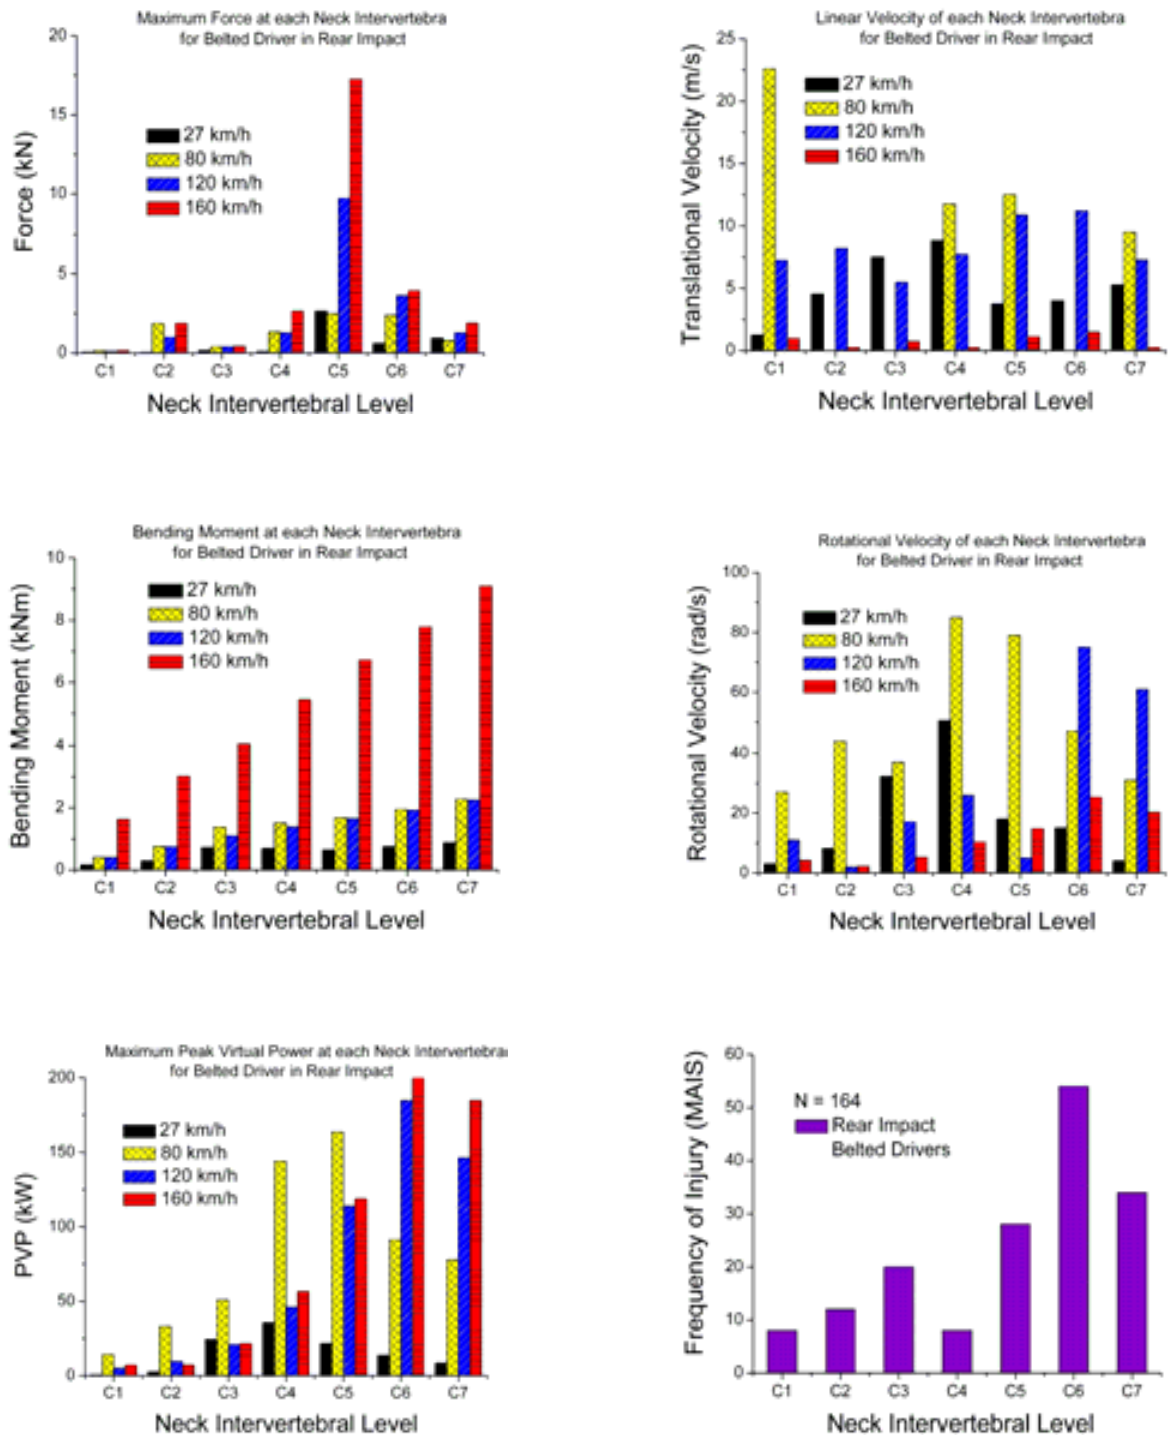 Maximum Force at each Neck Intervertebra
for Belted Driver in Rear Impact
20
15
10
5
0
Force (kN)
27 km/h
80 km/h
120 km/h
160 km/h
C1 C2 C3 C4 C5 C6 C7
Neck Intervertebral Level
Linear Velocity of each Neck Intervertebra
for Belted Driver in Rear Impact
25
20
15
10
5
0
Translational Velocity (m/s)
27 km/h
80 km/h
120 km/h
160 km/h
C1 C2 C3 C4 C5 C6 C7
Neck Intervertebral Level
Bending Moment at each Neck Intervertebra
for Belted Driver in Rear Impact
10
8
6
4
2
0
Bending Moment (kNm)
27 km/h
80 km/h
120 km/h
160 km/h
C1 C2 C3 C4 C5 C6 C7
Neck Intervertebral Level
Rotational Velocity of each Neck Intervertebra
for Belted Driver in Rear Impact
100
80
60
40
20
0
Rotational Velocity (rad/s)
27 km/h
80 km/h
120 km/h
160 km/h
C1 C2 C3 C4 C5 C6 C7
Neck Intervertebral Level
Maximum Peak Virtual Power at each Neck Intervertebra
for Belted Driver in Rear Impact
200
150
100
50
0
PVP (kW)
27 km/h
80 km/h
120 km/h
160 km/h
C1 C2 C3 C4 C5 C6 C7
Neck Intervertebral Level
60
50
40
30
20
10
0
Frequency of Injury (MAIS)
N = 164
Rear Impact
Belted Drivers
C1 C2 C3 C4 C5 C6 C7
Neck Intervertebral Level